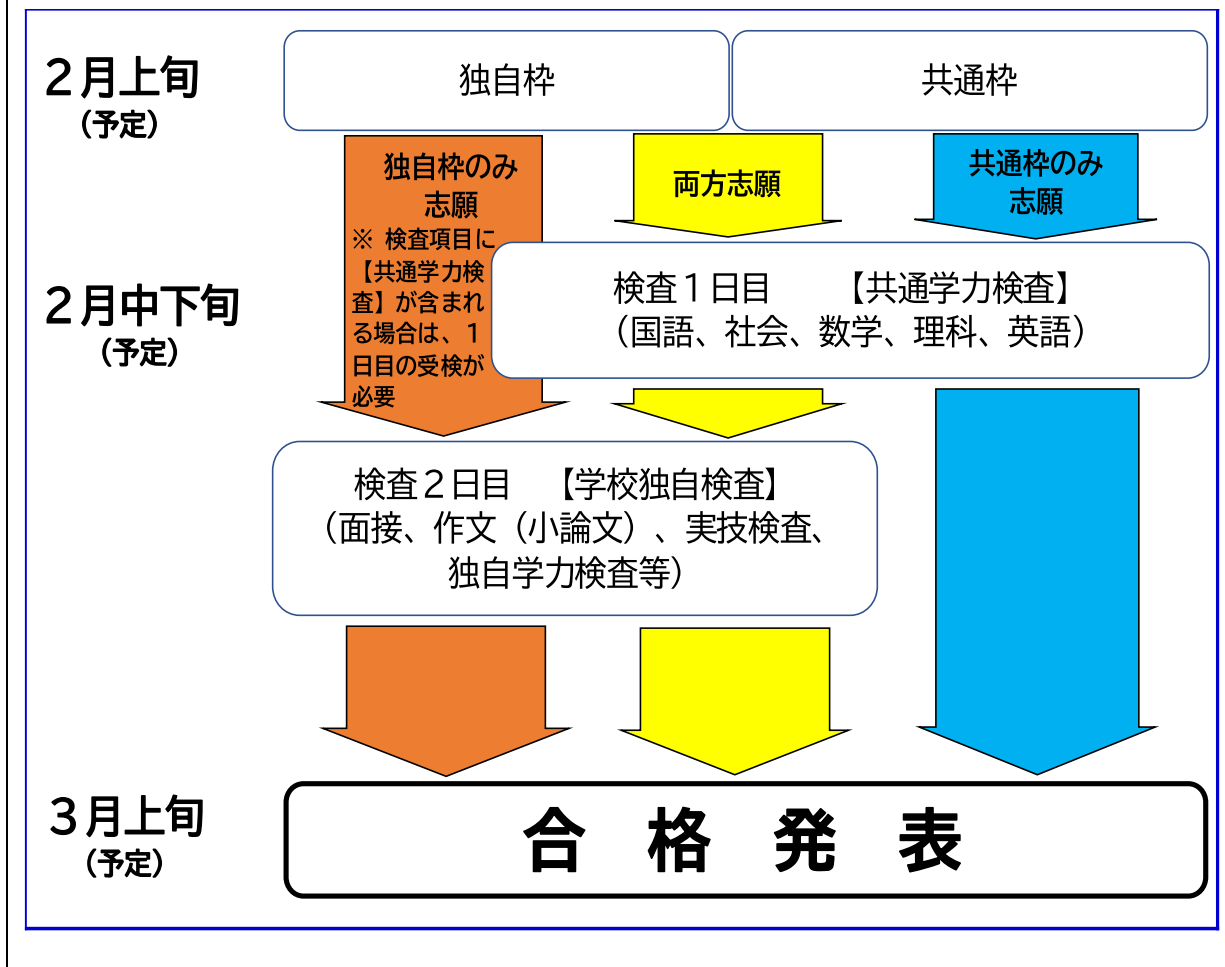 ２月上旬
（予定）
独自枠
共通枠
独自枠のみ
志願
※ 検査項目に
【共通学力検
査】が含まれ
る場合は、１
日目の受検が
必要
両方志願
共通枠のみ
志願
２月中下旬
（予定）
検査１日目　　【共通学力検査】
（国語、社会、数学、理科、英語）
検査２日目　【学校独自検査】
（面接、作文（小論文）、実技検査、
独自学力検査等）
３月上旬
（予定）
合　格　発　表